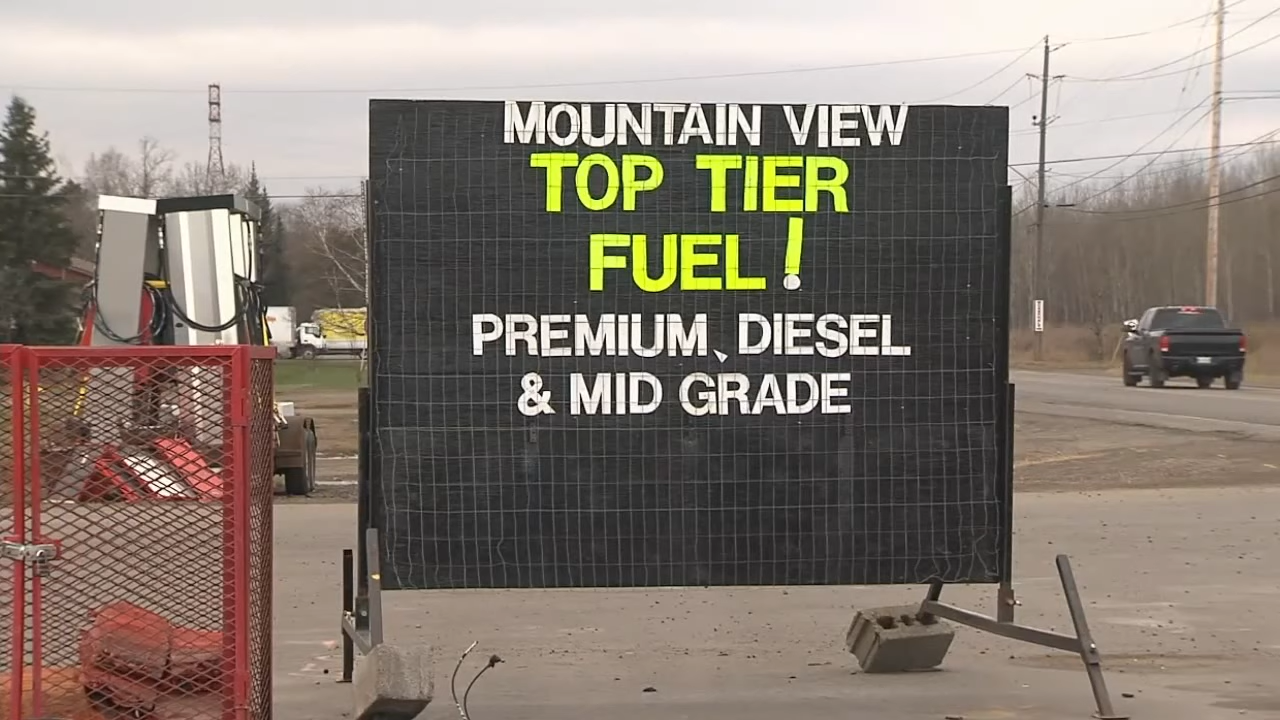 MOUNTAIN VIEW
TOP TIER
FUEL!
PREMIUM, DIESEL
& MID GRADE